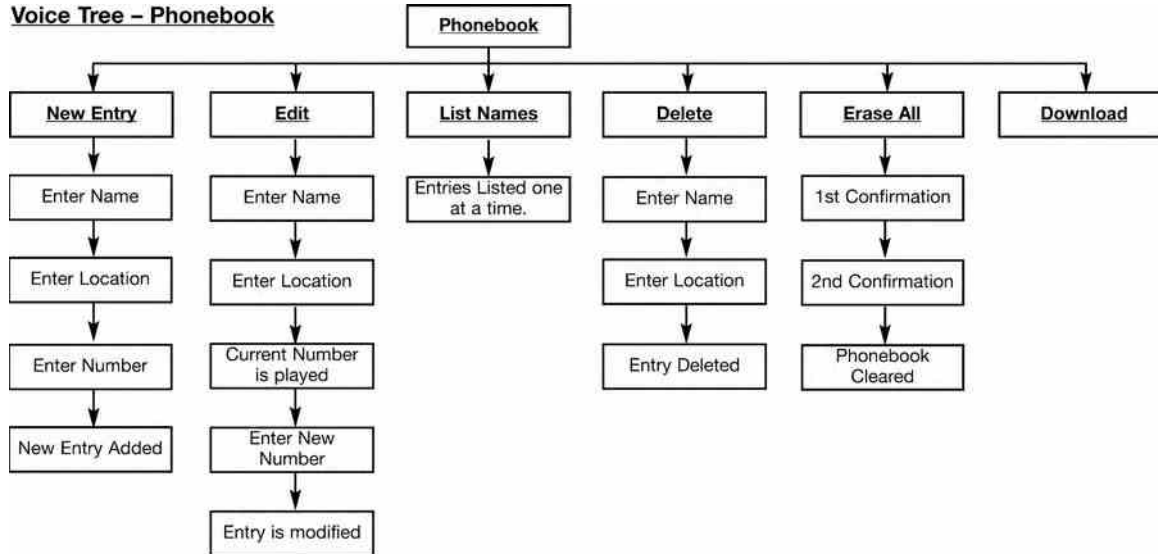 Voice Tree – Phonebook
Phonebook
New Entry
Edit
List Names
Delete
Erase All
Download
Enter Name
Enter Name
Entries Listed one
at a time.
Enter Name
1st Confirmation
Enter Location
Enter Location
Enter Location
2nd Confirmation
Enter Number
Current Number
is played
Entry Deleted
Phonebook
Cleared
New Entry Added
Enter New
Number
Entry is modified